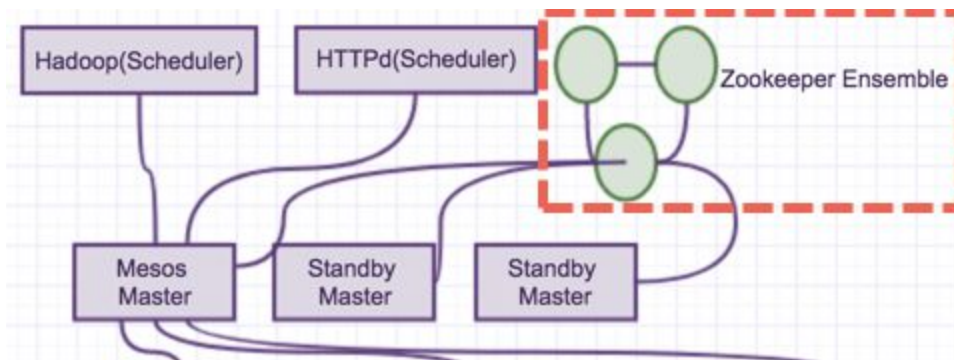 Hadoop(Scheduler)
HTTPd(Scheduler)
Zookeeper Ensemble
Mesos
Master
Standby
Master
Standby
Master